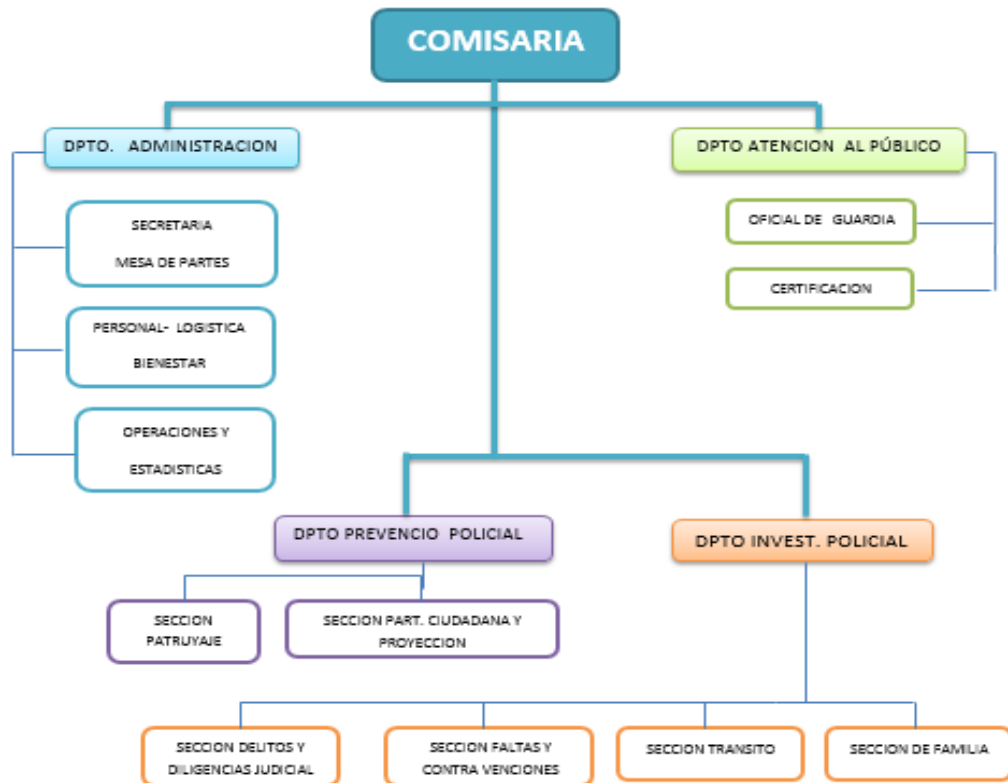 COMISARIA
DPTO. ADMINISTRACION
DPTO ATENCION AL PÚBLICO
SECRETARIA
MESA DE PARTES
OFICIAL DE GUARDIA
CERTIFICACION
PERSONAL- LOGISTICA
BIENESTAR
OPERACIONES Y
ESTADISTICAS
DPTO PREVENCIO POLICIAL
DPTO INVEST. POLICIAL
SECCION
PATRUYAJE
SECCION PART. CIUDADANA Y
PROYECCION
SECCION DELITOS Y
DILIGENCIAS JUDICIAL
SECCION FALTAS Y
CONTRA VENCIONES
SECCION TRANSITO
SECCION DE FAMILIA